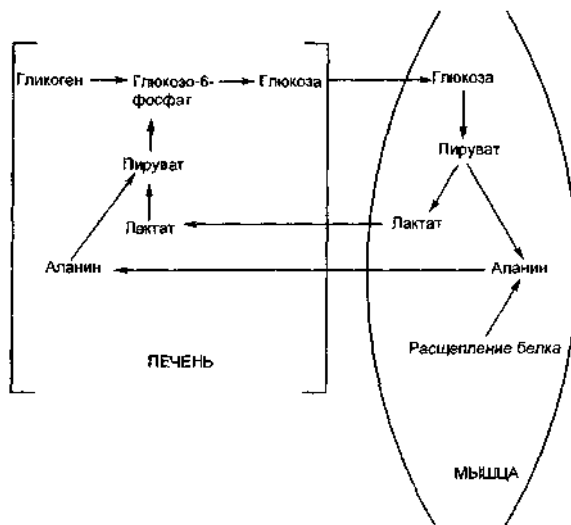 Гликоген
Глюкозо-6-
фосфат
Глюкоза
Глюкоза
Пируват
Пируват
Лактат
Лактат
Аланин
Аланин
Расщепление белка
ПЕЧЕНЬ
МЫШЦА